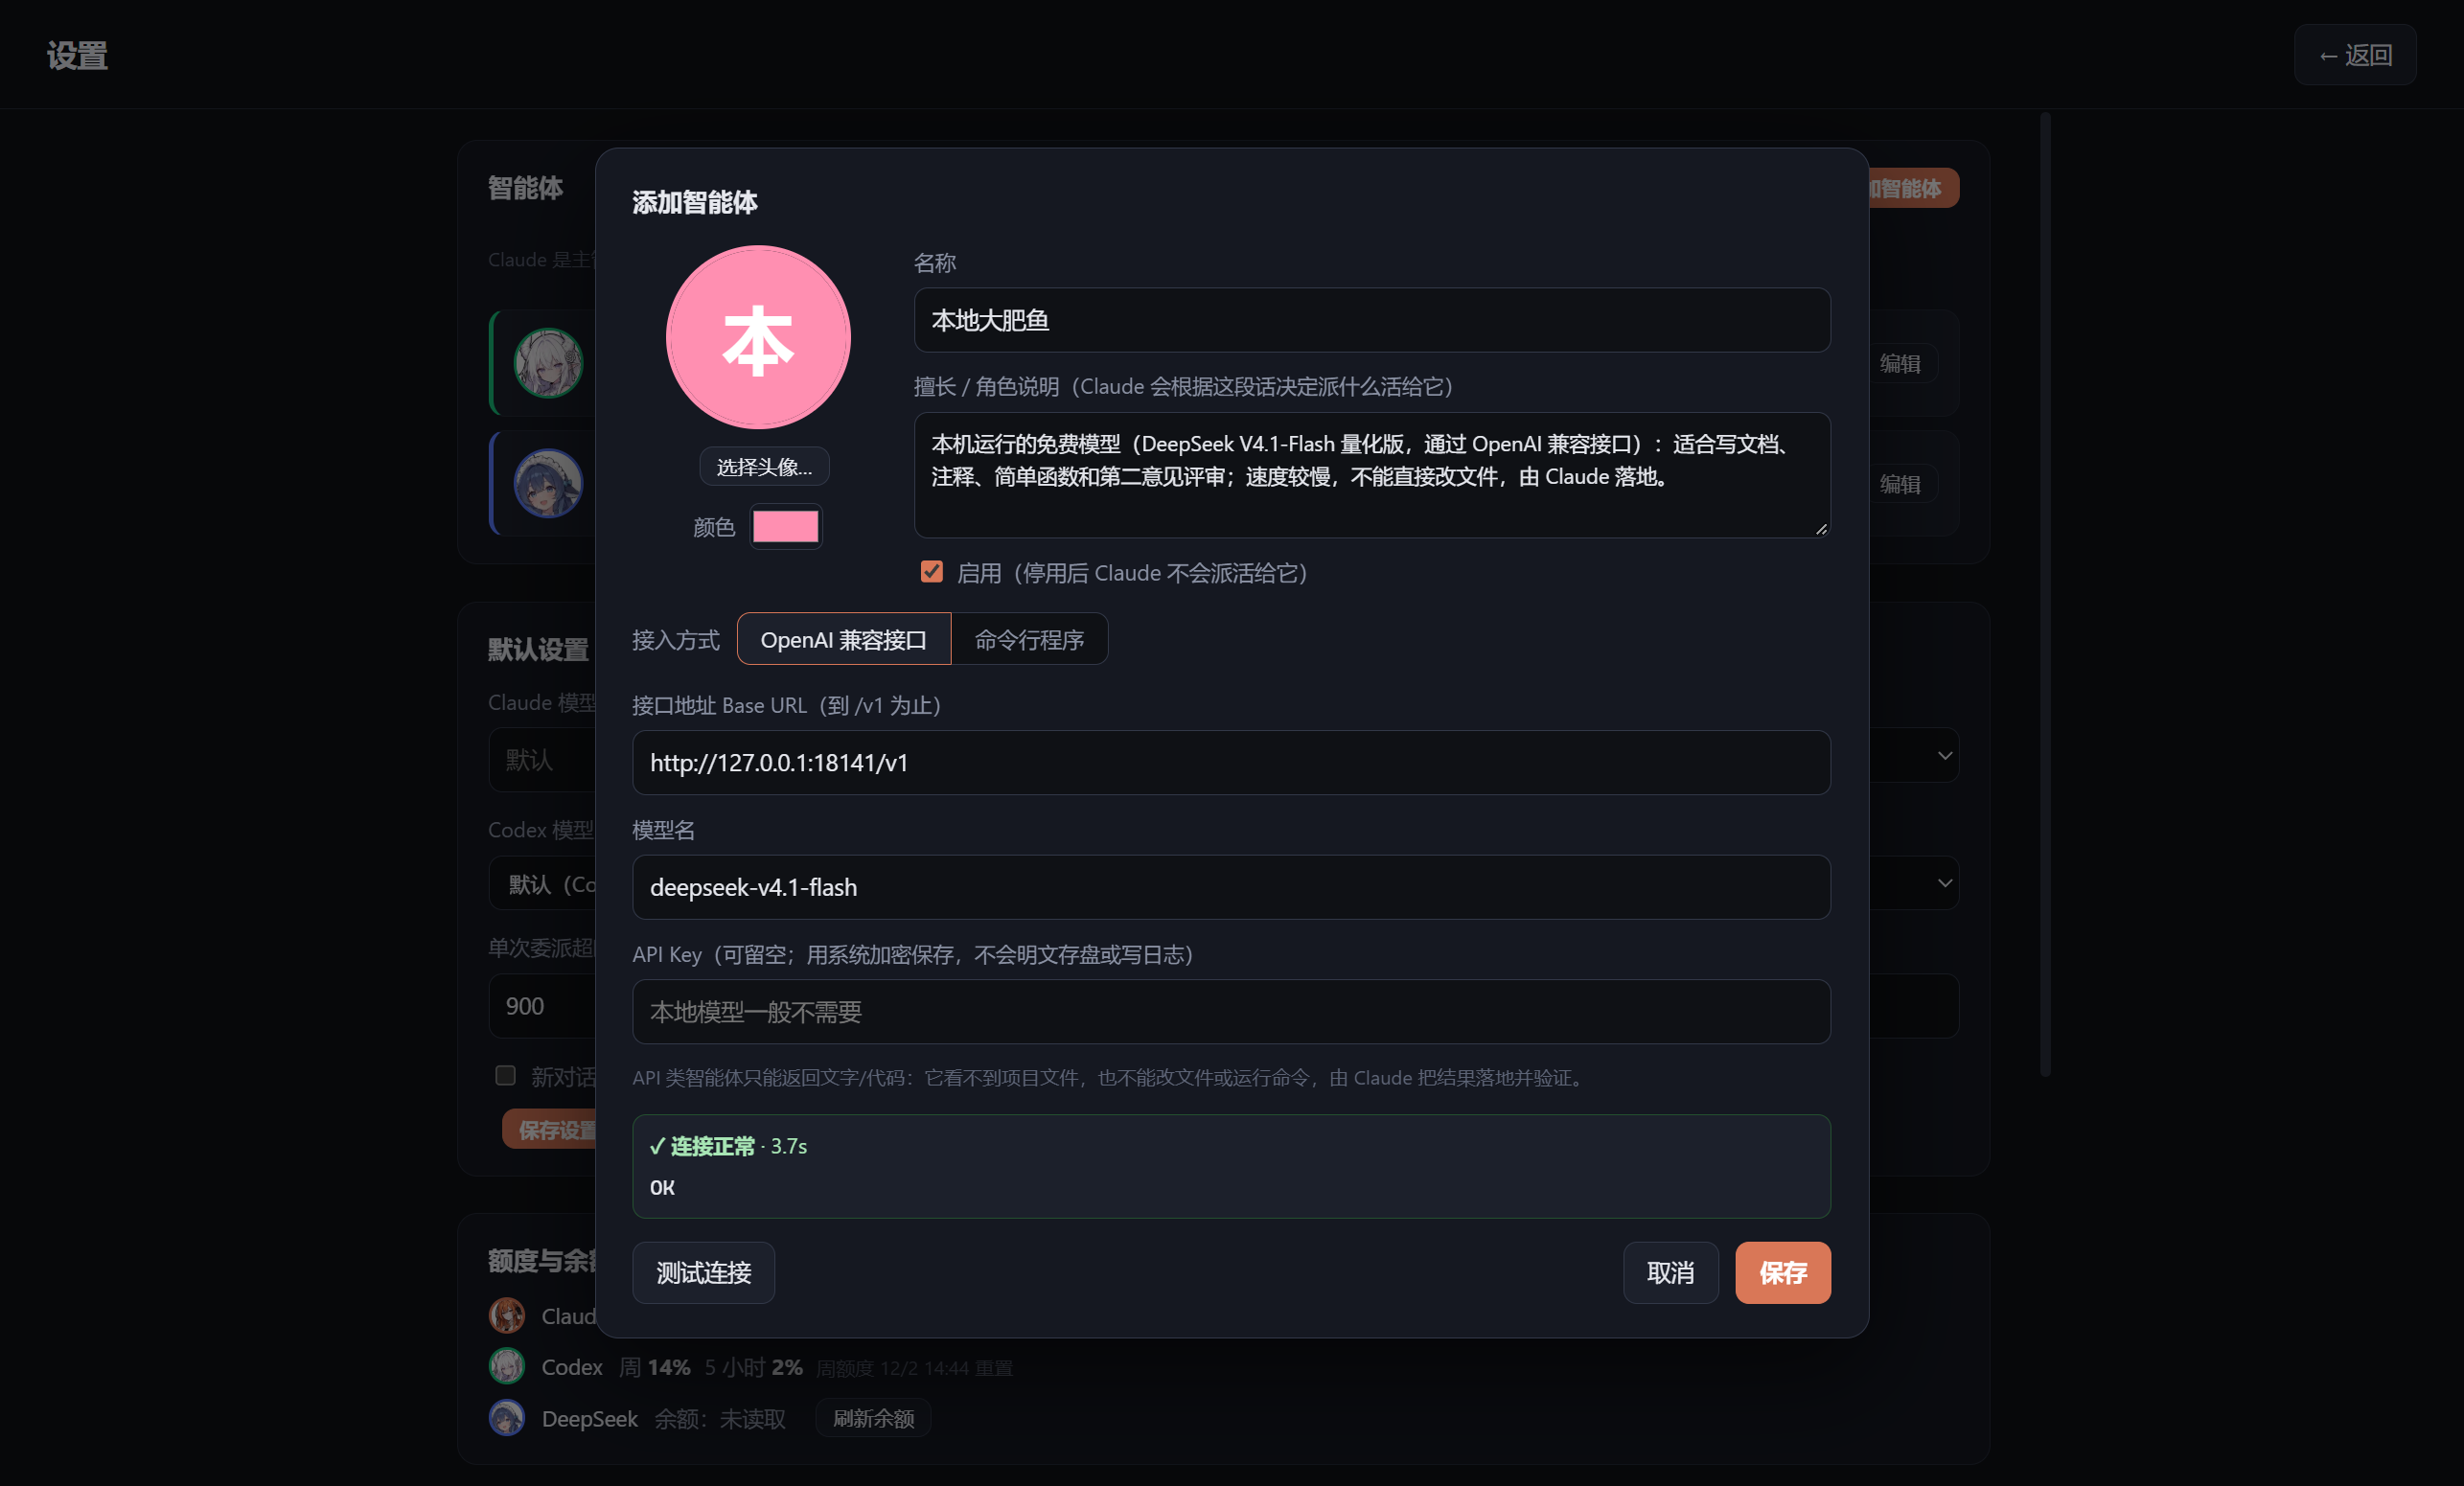 设置
← 返回
智能体
加智能体
Claude 是主
编辑
编辑
添加智能体
本
选择头像...
颜色
名称
本地大肥鱼
擅长 / 角色说明（Claude 会根据这段话决定派什么活给它）
本机运行的免费模型（DeepSeek V4.1-Flash 量化版，通过 OpenAI 兼容接口）：适合写文档、
注释、简单函数和第二意见评审；速度较慢，不能直接改文件，由 Claude 落地。
启用（停用后 Claude 不会派活给它）
接入方式
OpenAI 兼容接口
命令行程序
接口地址 Base URL（到 /v1 为止）
http://127.0.0.1:18141/v1
模型名
deepseek-v4.1-flash
API Key（可留空；用系统加密保存，不会明文存盘或写日志）
本地模型一般不需要
API 类智能体只能返回文字/代码：它看不到项目文件，也不能改文件或运行命令，由 Claude 把结果落地并验证。
✓ 连接正常 · 3.7s
OK
测试连接
取消
保存
默认设置
Claude 模型
默认
Codex 模型
默认（Co
单次委派超
900
新对话
保存设置
额度与余
Claud
Codex 周 14% 5 小时 2% 周额度 12/2 14:44 重置
DeepSeek 余额：未读取 刷新余额